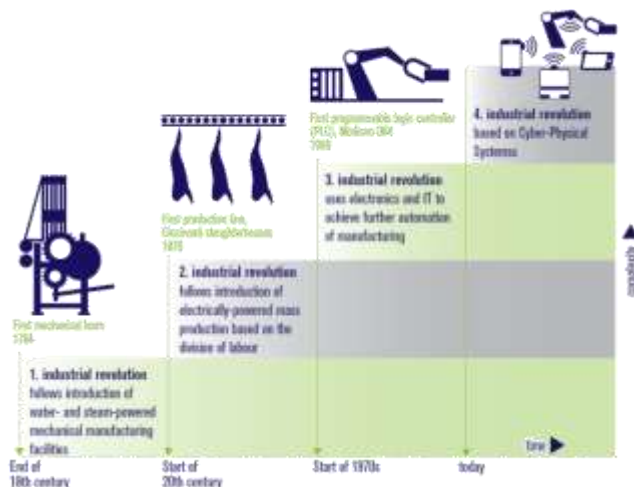 First programmable logic controller
(PLC), Modicon 084
1969
4. industrial revolution
based on Cyber-Physical
Systems
3. industrial revolution
uses electronics and IT to
achieve further automation
of manufacturing
First production line,
Cincinnati slaughterhouses
1870
2. industrial revolution
follows introduction of
electrically-powered mass
production based on the
division of labour
First mechanical loom
1784
1. industrial revolution
follows introduction of
water- and steam-powered
mechanical manufacturing
facilities
complexity
time
End of
18th century
Start of
20th century
Start of 1970s
today